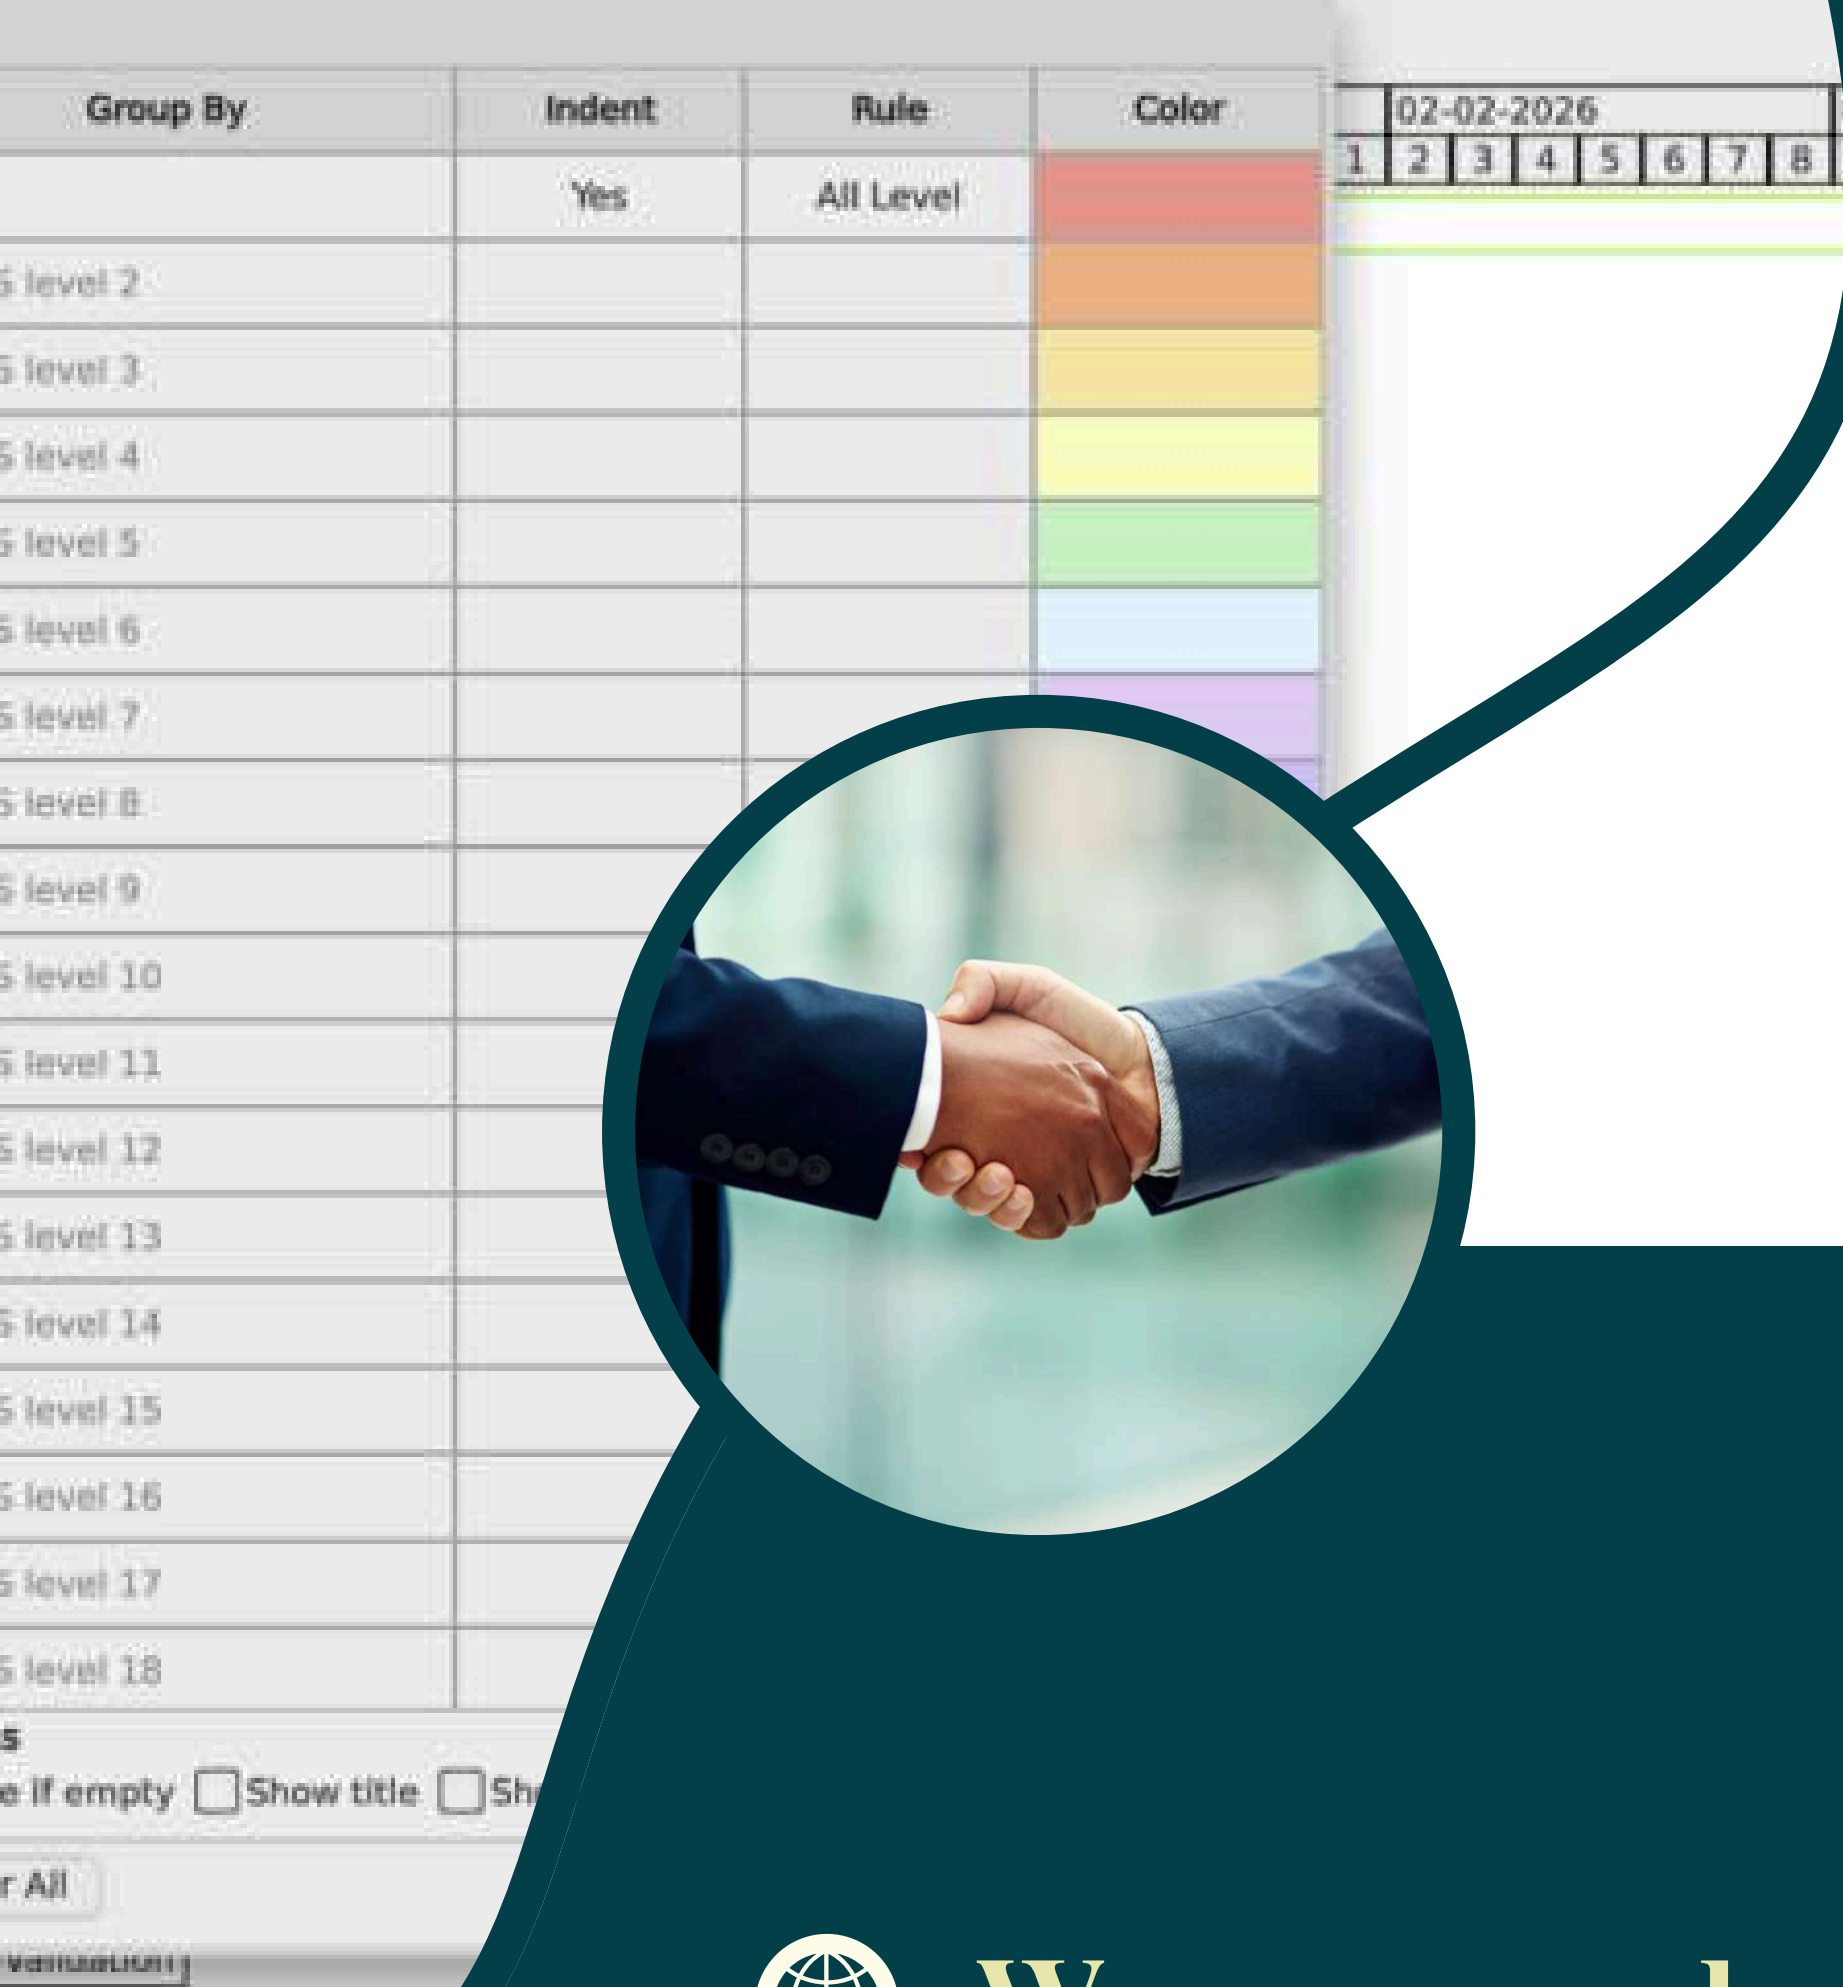 Group By Indent Rule Color
02-02-2026
1 2 3 4 5 6 7 8
Yes All Level
S level 2
S level 3
S level 4
S level 5
S level 6
S level 7
S level 8
S level 9
S level 10
S level 11
S level 12
S level 13
S level 14
S level 15
S level 16
S level 17
S level 18
s
e if empty Show title Sh
r All